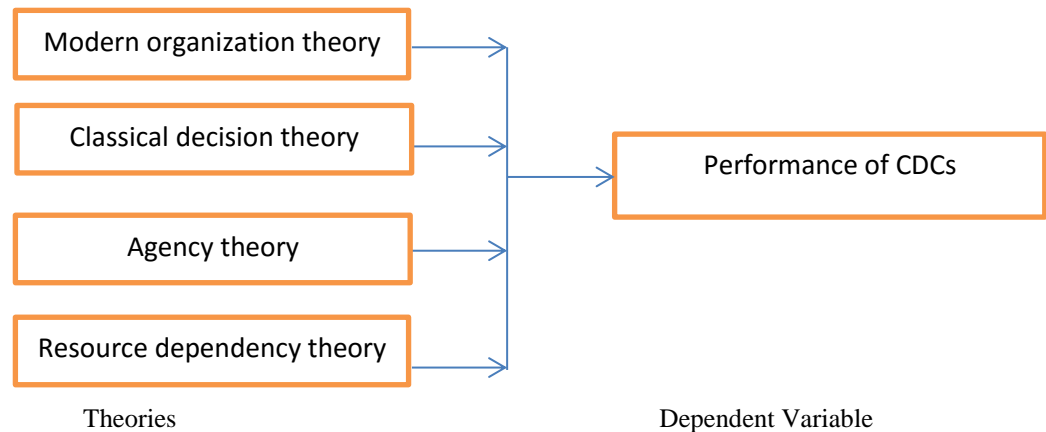 Modern organization theory
Classical decision theory
Performance of CDCs
Agency theory
Resource dependency theory
Theories
Dependent Variable